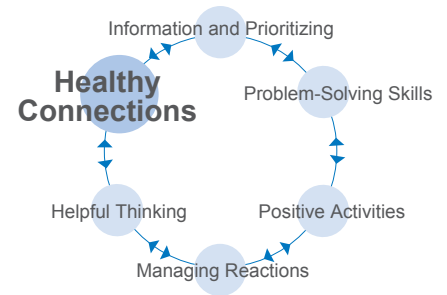 Information and Prioritizing
Healthy
Connections
Problem-Solving Skills
Helpful Thinking
Positive Activities
Managing Reactions